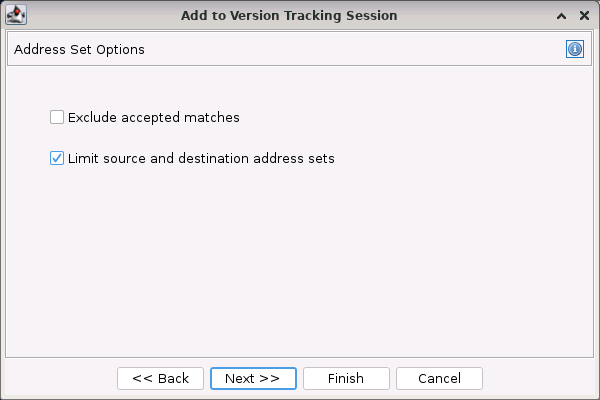 Add to Version Tracking Session
Address Set Options
Exclude accepted matches
Limit source and destination address sets
<< Back
Next >>
Finish
Cancel